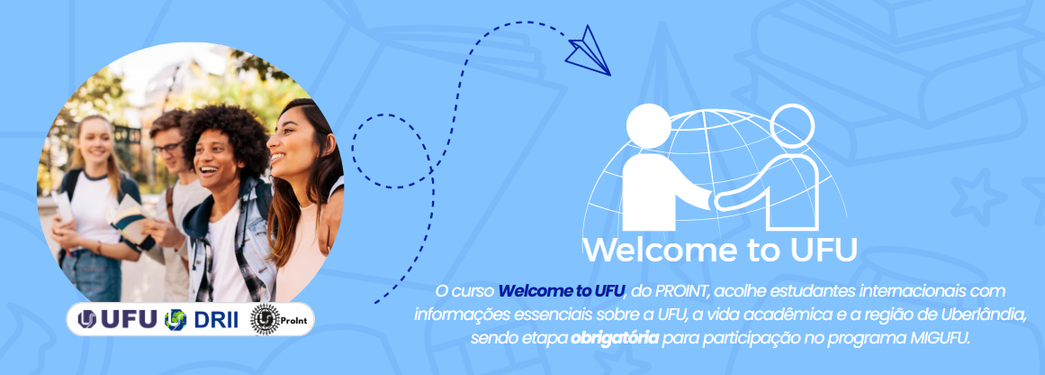 UFU DRII ProInt
Welcome to UFU
O curso Welcome to UFU, do PROINT, acolhe estudantes internacionais com
informações essenciais sobre a UFU, a vida acadêmica e a região de Uberlândia,
sendo etapa obrigatória para participação no programa MIGUFU.